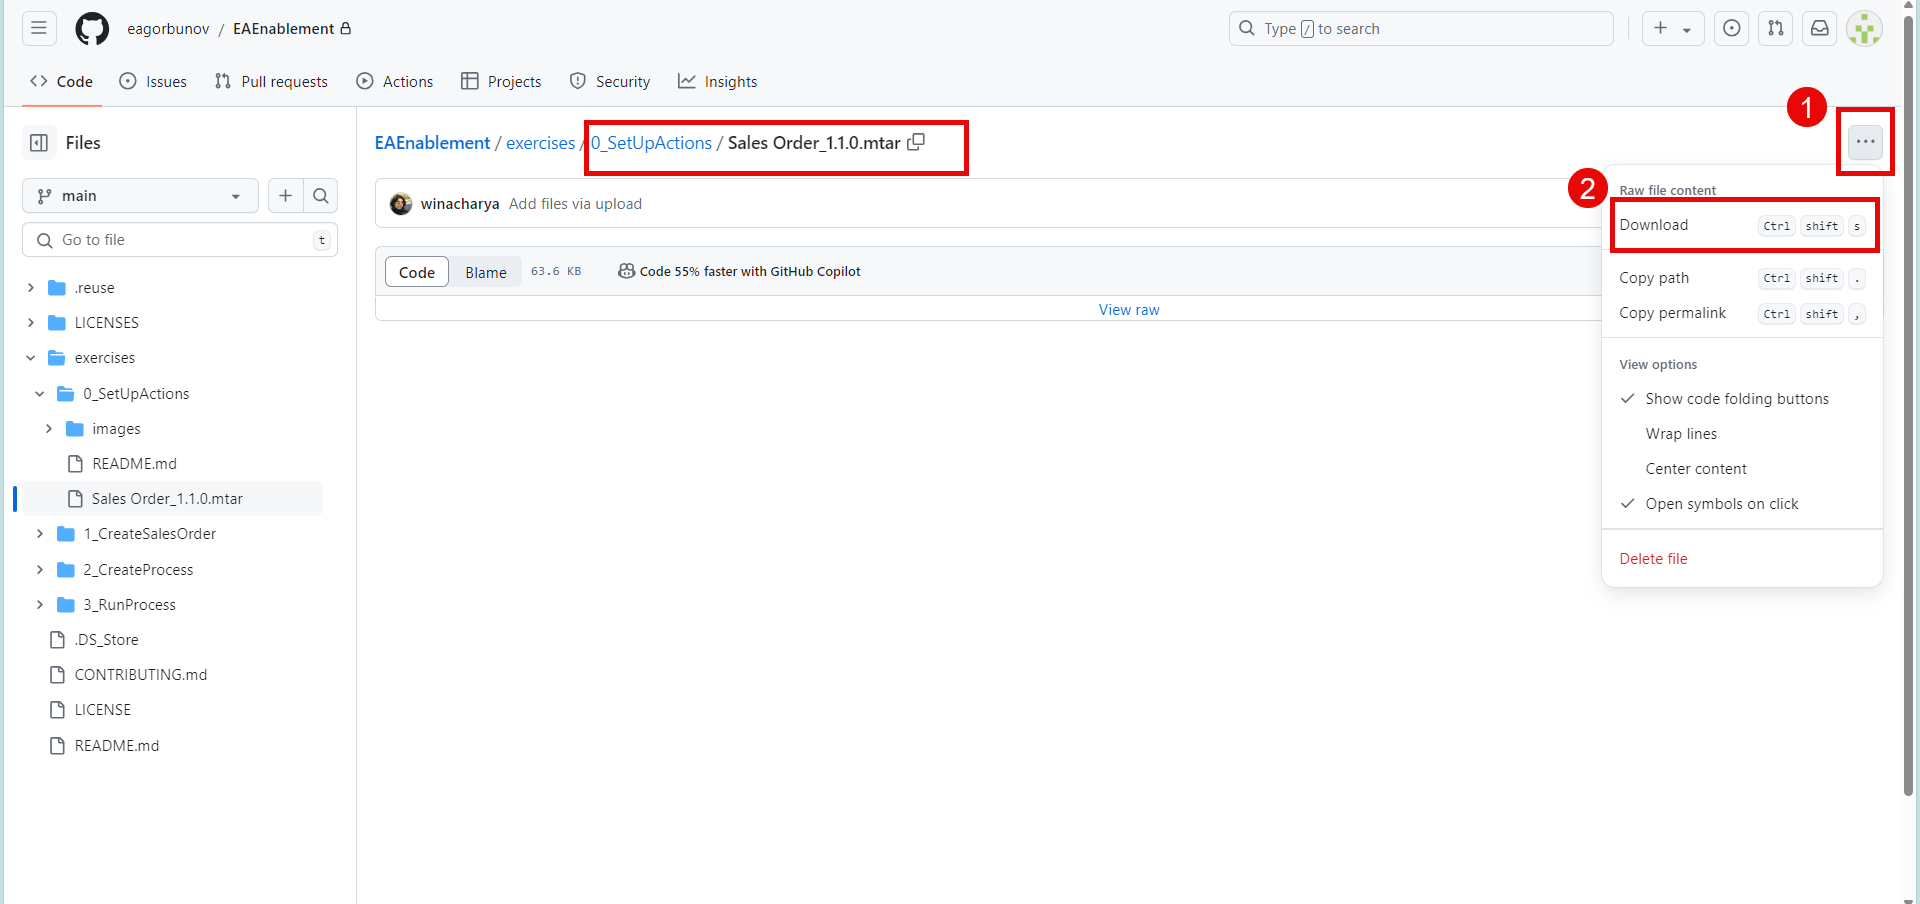 eagorbunov / EAEnablement
Type / to search
Code
Issues
Pull requests
Actions
Projects
Security
Insights
1
Files
EAEnablement / exercises / 0_SetUpActions / Sales Order_1.1.0.mtar
2
Raw file content
main
winacharya Add files via upload
Download Ctrl shift s
Go to file t
Code Blame 63.6 KB Code 55% faster with GitHub Copilot
View raw
Copy path Ctrl shift .
Copy permalink Ctrl shift ,
View options
Show code folding buttons
Wrap lines
Center content
Open symbols on click
Delete file
.reuse
LICENSES
exercises
0_SetUpActions
images
README.md
Sales Order_1.1.0.mtar
1_CreateSalesOrder
2_CreateProcess
3_RunProcess
.DS_Store
CONTRIBUTING.md
LICENSE
README.md